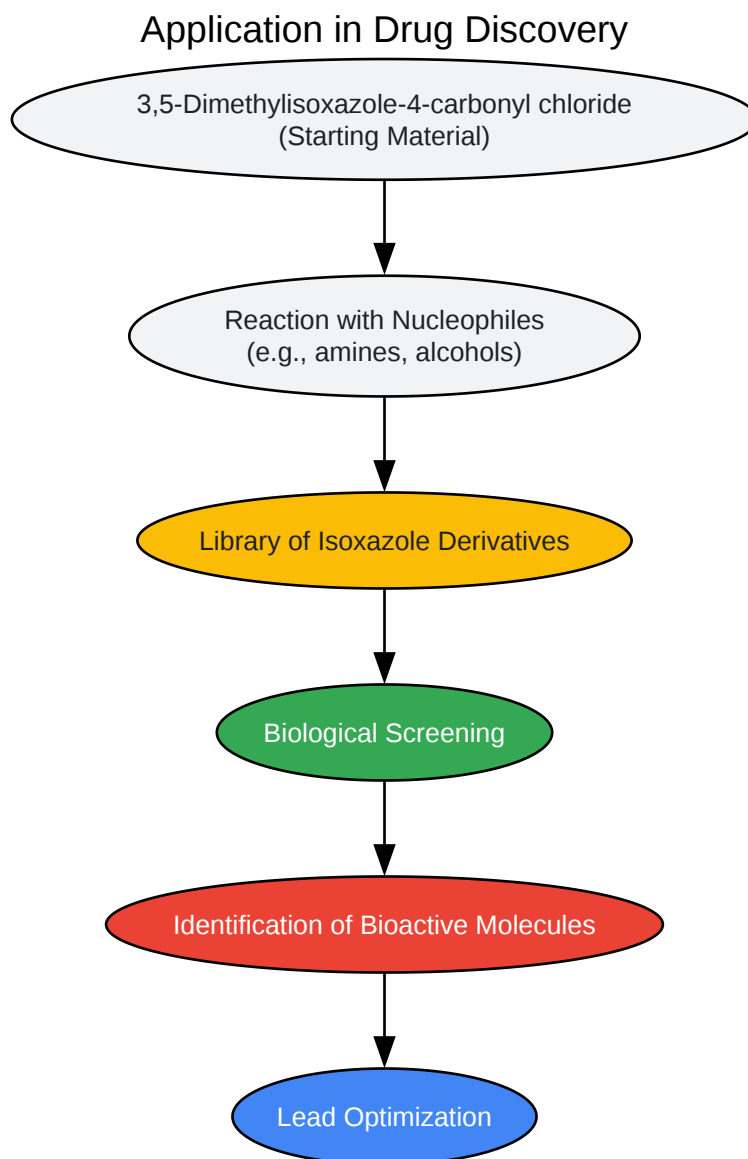 Application in Drug Discovery
3,5-Dimethylisoxazole-4-carbonyl chloride
(Starting Material)
Reaction with Nucleophiles
(e.g., amines, alcohols)
Library of Isoxazole Derivatives
Biological Screening
Identification of Bioactive Molecules
Lead Optimization